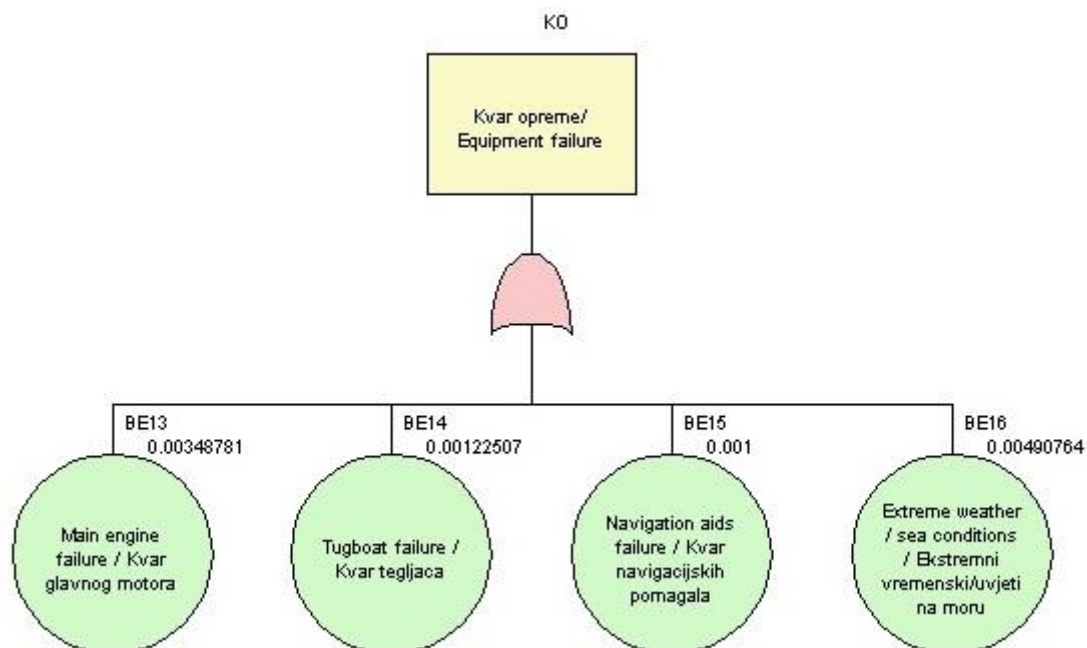 KO
Kvar opreme/
Equipment failure
BE13
0.00348781
BE14
0.00122507
BE15
0.001
BE16
0.00490764
Main engine
failure / Kvar
glavnog motora
Tugboat failure /
Kvar tegljaca
Navigation aids
failure / Kvar
navigacijskih
pomagala
Extreme weather
/ sea conditions
/ Ekstremni
vremenski/uvjeti
na moru